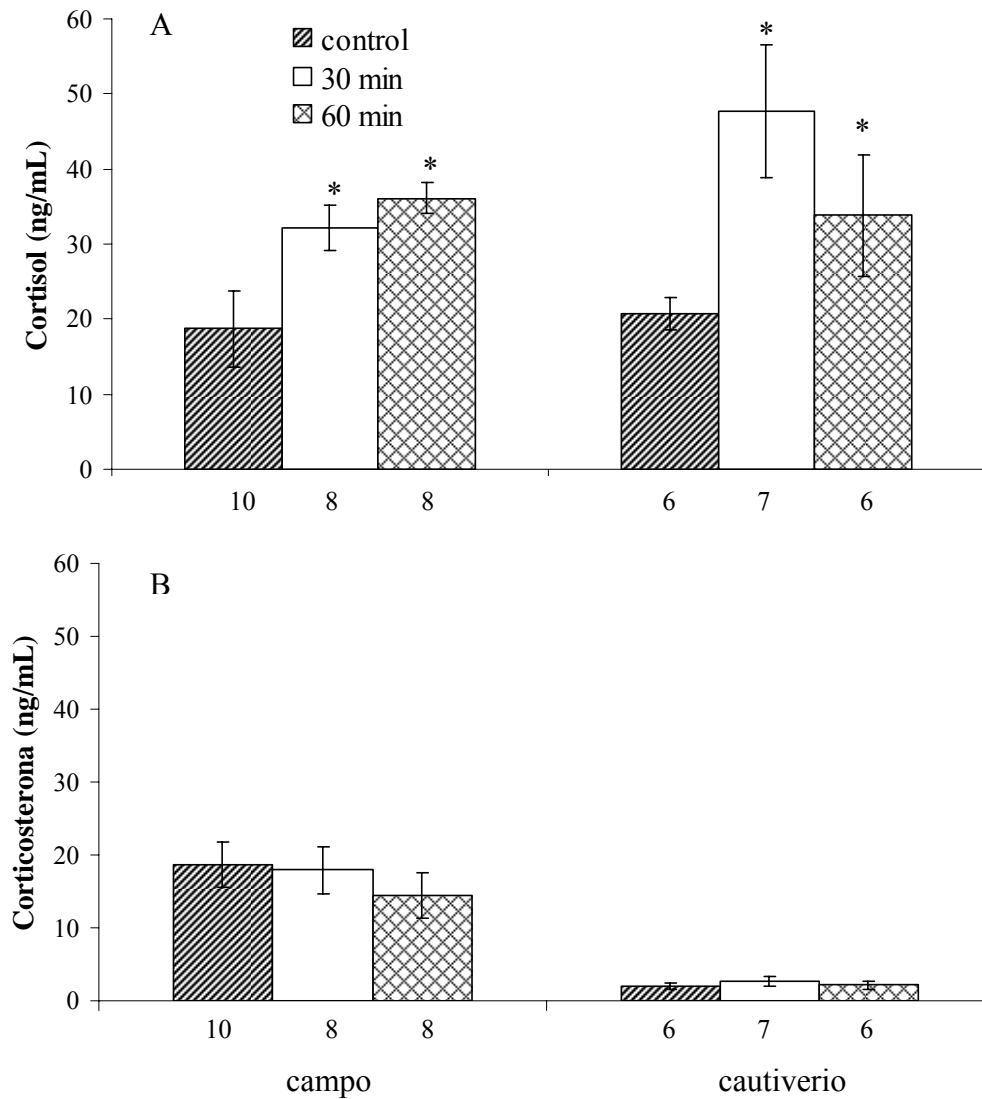 A
control
30 min
60 min
Cortisol (ng/mL)
60
50
40
30
20
10
0
*
*
*
*
10 8 8 6 7 6
B
Corticosterona (ng/mL)
60
50
40
30
20
10
0
10 8 8 6 7 6
campo cautiverio